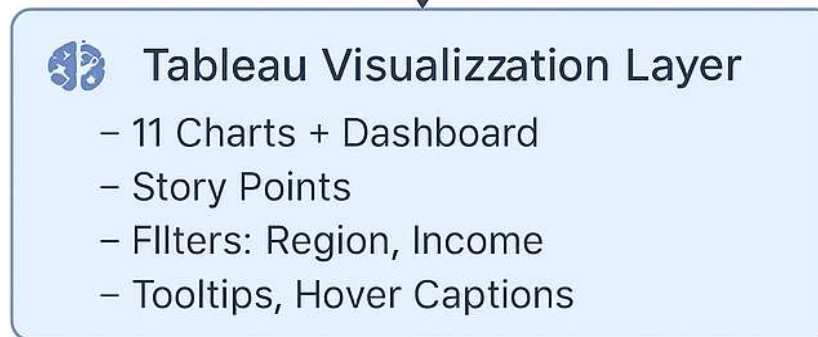 Tableau Visualizzation Layer
– 11 Charts + Dashboard
– Story Points
– FIlters: Region, Income
– Tooltips, Hover Captions